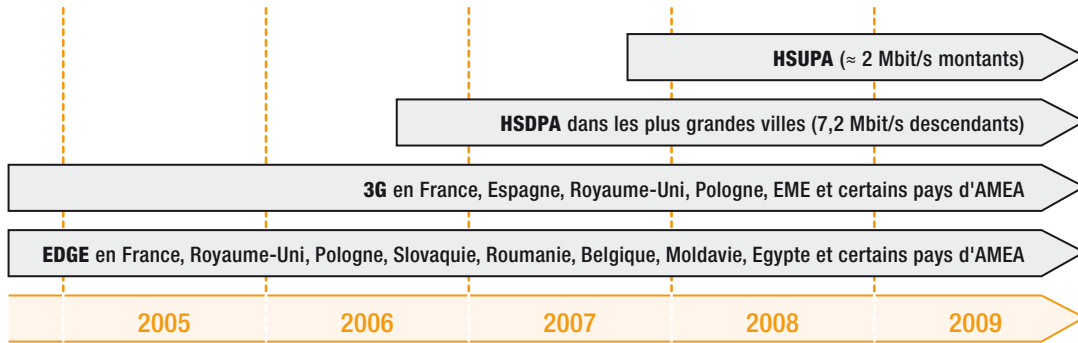 HSUPA (≈ 2 Mbit/s montants)
HSDPA dans les plus grandes villes (7,2 Mbit/s descendants)
3G en France, Espagne, Royaume-Uni, Pologne, EME et certains pays d'AMEA
EDGE en France, Royaume-Uni, Pologne, Slovaquie, Roumanie, Belgique, Moldavie, Egypte et certains pays d'AMEA
2005 2006 2007 2008 2009